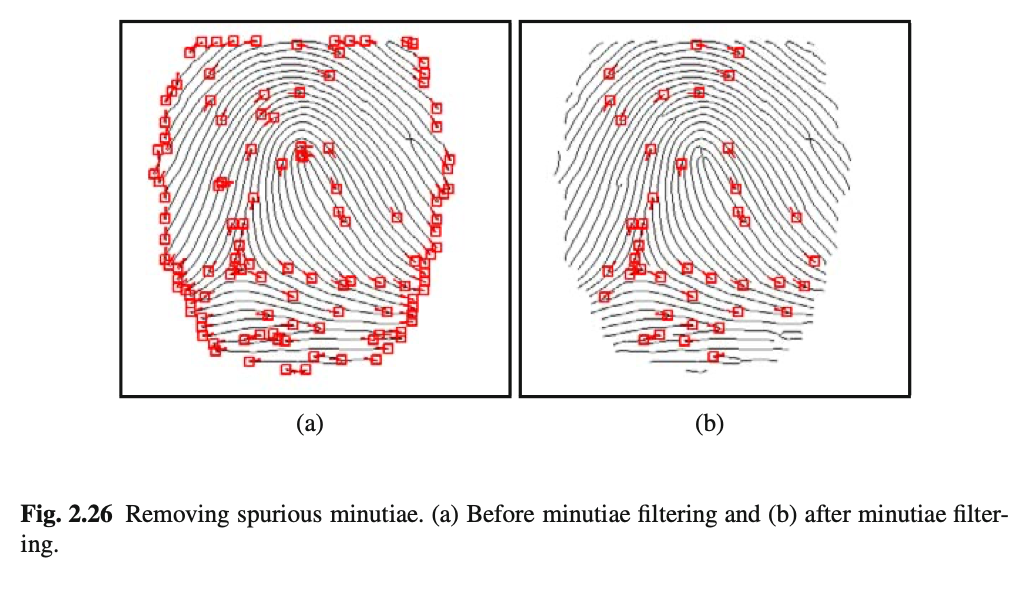 (a) (b)
Fig. 2.26 Removing spurious minutiae. (a) Before minutiae filtering and (b) after minutiae filter-
ing.